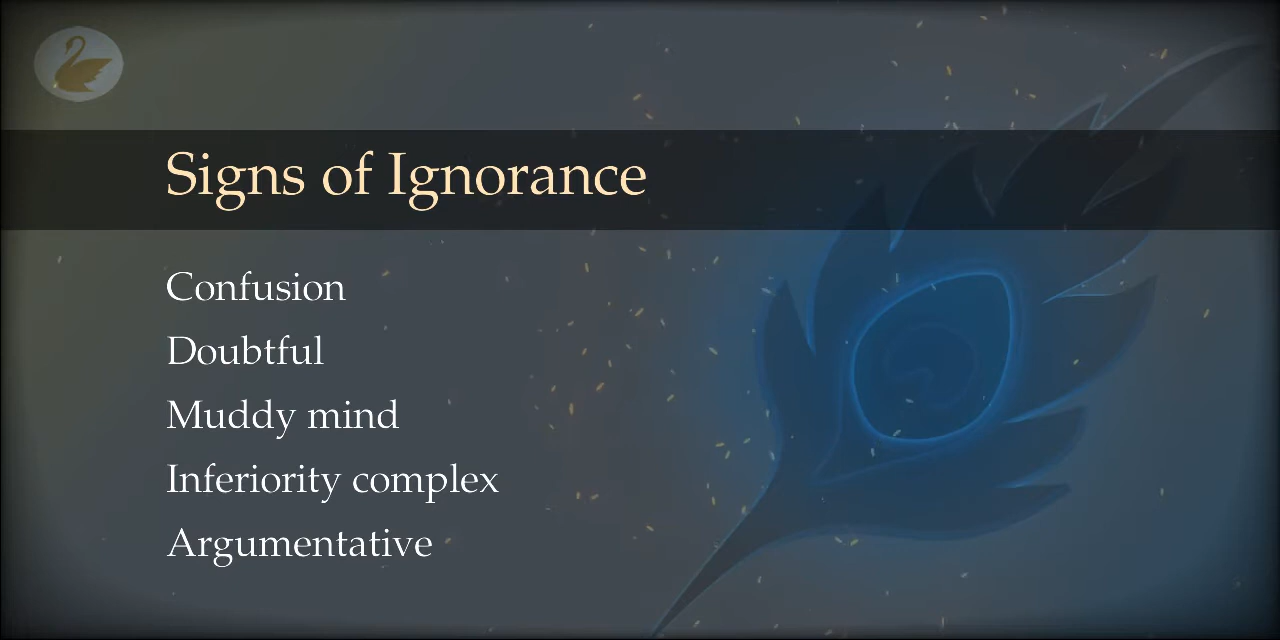 Signs of Ignorance
Confusion
Doubtful
Muddy mind
Inferiority complex
Argumentative